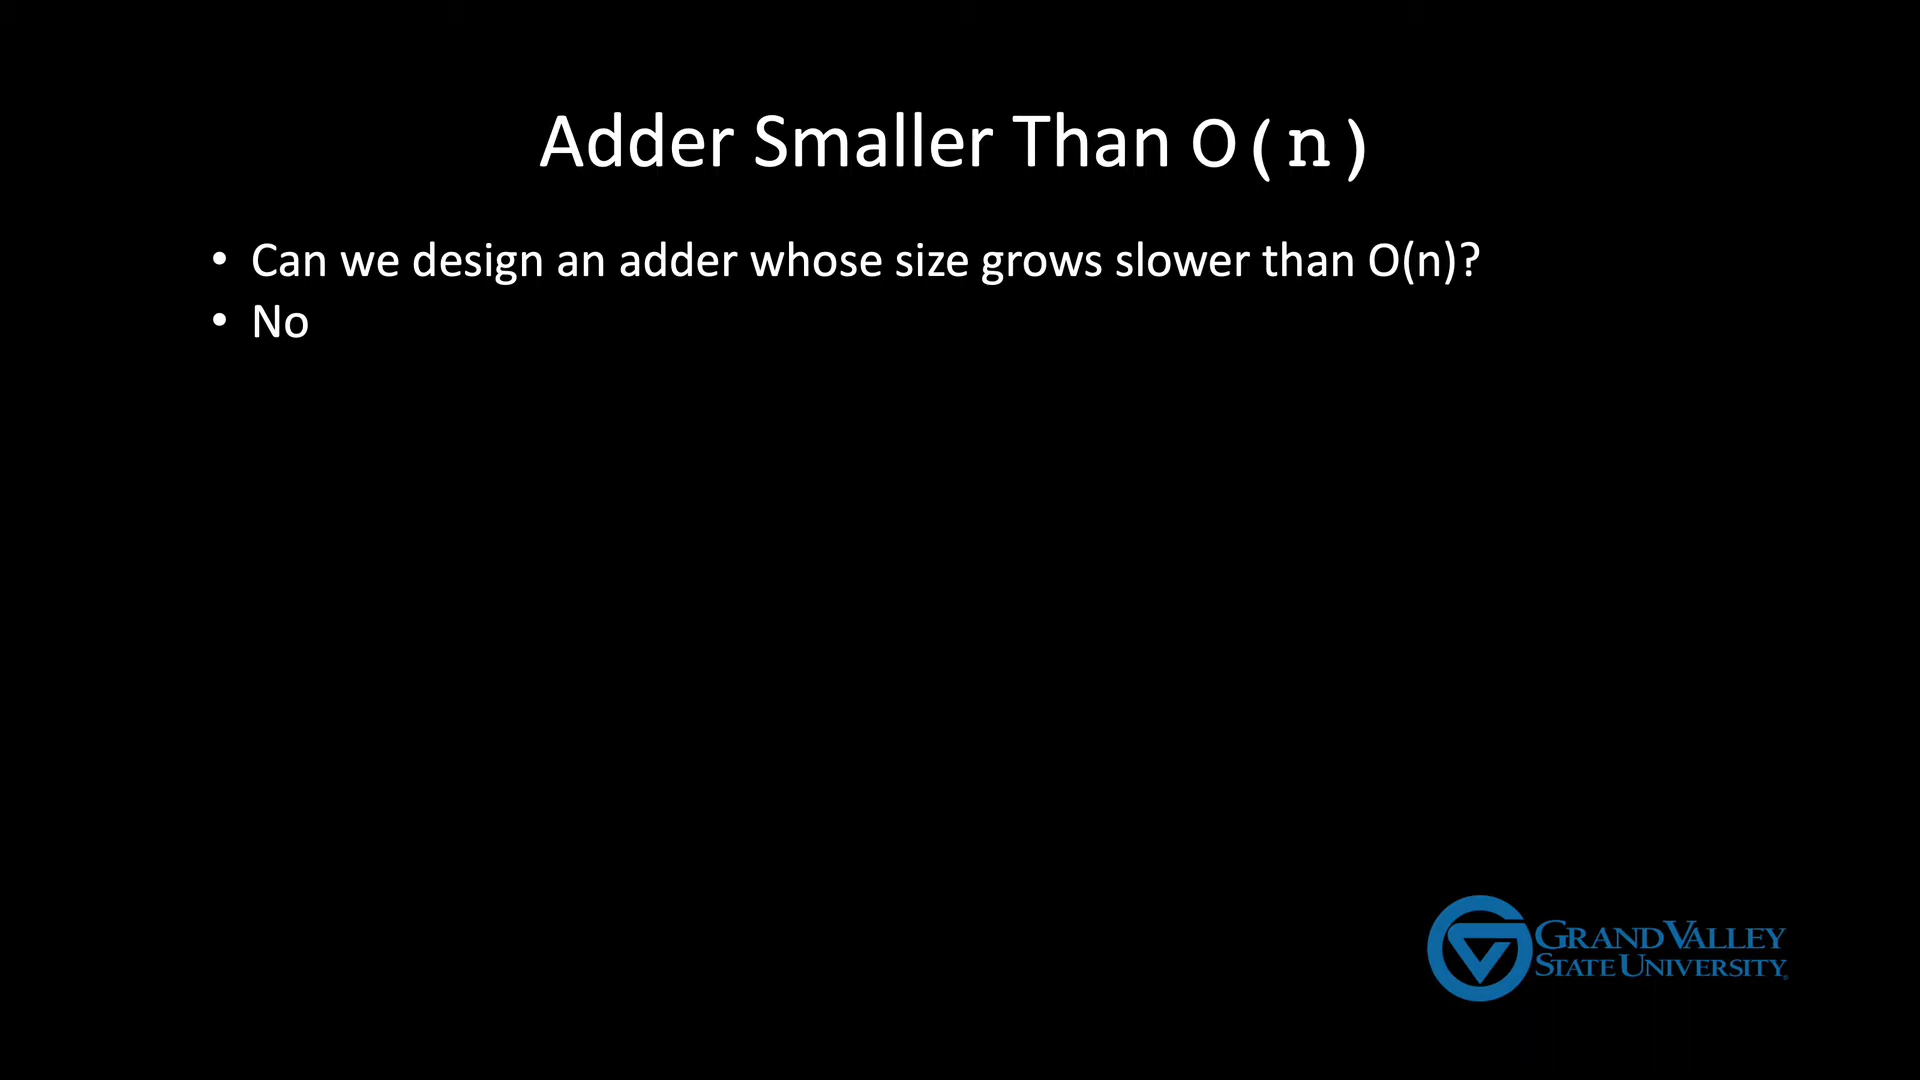 Adder Smaller Than O(n)
• Can we design an adder whose size grows slower than O(n)?
• No
GRAND VALLEY
STATE UNIVERSITY